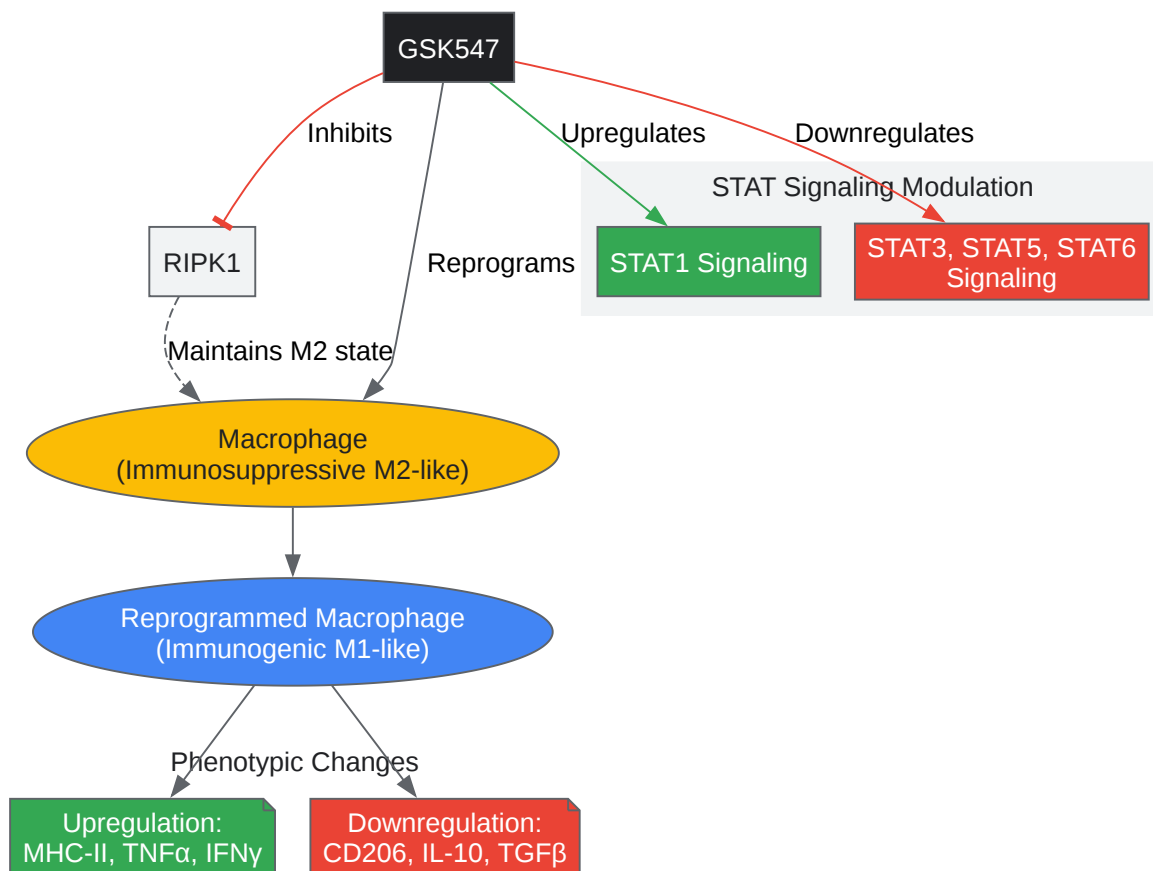 GSK547
Inhibits
Upregulates
Downregulates
STAT Signaling Modulation
RIPK1
Reprograms
STAT1 Signaling
STAT3, STAT5, STAT6
Signaling
Maintains M2 state
Macrophage
(Immunosuppressive M2-like)
Reprogrammed Macrophage
(Immunogenic M1-like)
Phenotypic Changes
Upregulation:
MHC-II, TNFα, IFNγ
Downregulation:
CD206, IL-10, TGFβ